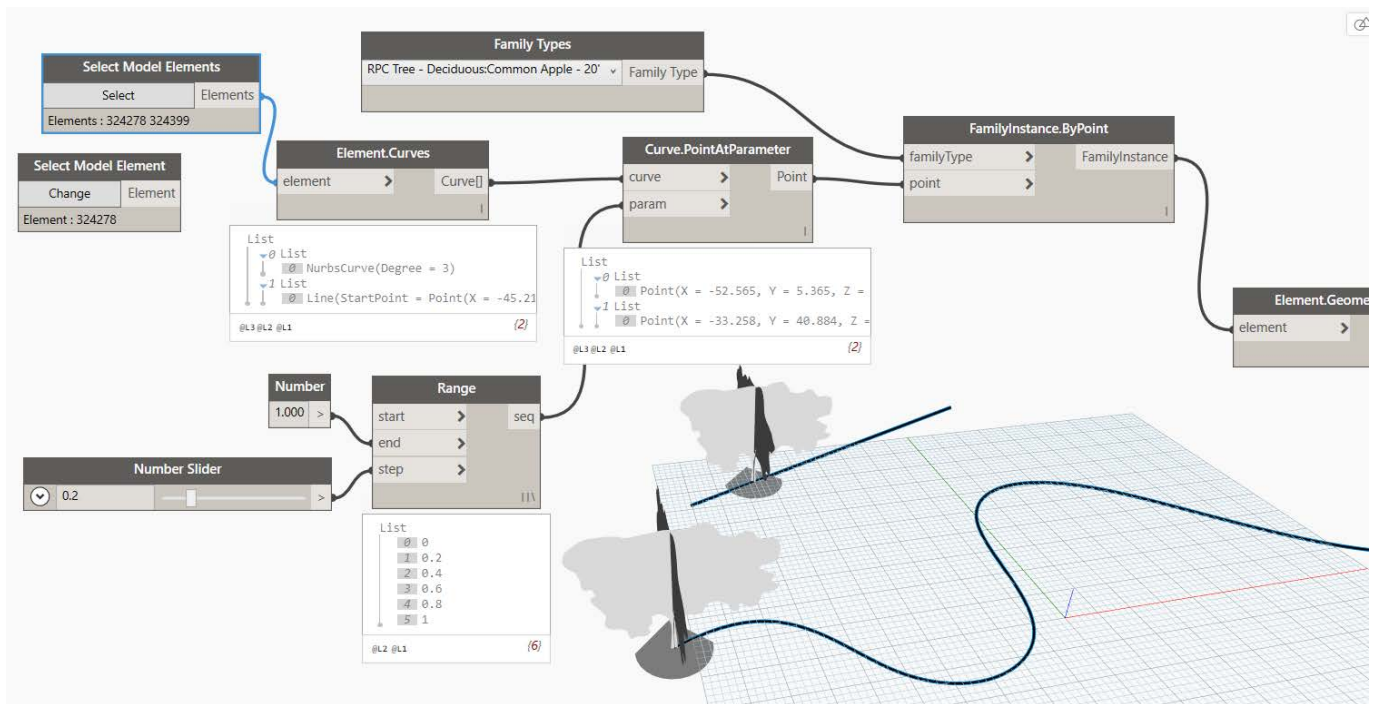 Select Model Elements
Select
Elements
Elements : 324278 324399
Select Model Element
Change
Element
Element : 324278
Family Types
RPC Tree - Deciduous:Common Apple - 20'
Family Type
Element.Curves
element >
Curve[]
List
0 List
0 NurbsCurve(Degree = 3)
1 List
0 Line(StartPoint = Point(X = -45.21
@L3 @L2 @L1
{2}
Curve.PointAtParameter
curve >
Point
param >
List
0 List
0 Point(X = -52.565, Y = 5.365, Z =
1 List
0 Point(X = -33.258, Y = 40.884, Z =
@L3 @L2 @L1
{2}
FamilyInstance.ByPoint
familyType >
FamilyInstance
point >
Element.Geome
element >
Number
1.000 >
Number Slider
0.2
>
Range
start >
seq
end >
step >
List
0 0
1 0.2
2 0.4
3 0.6
4 0.8
5 1
@L2 @L1
{6}